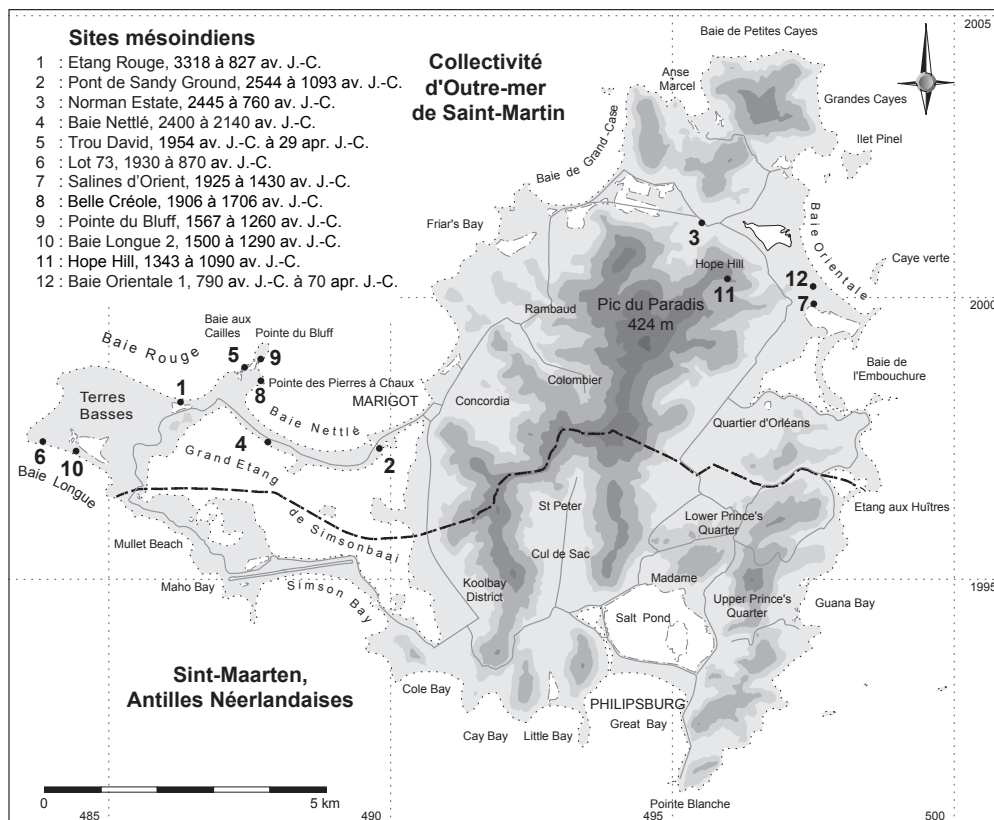 Sites mésoindiens
1 : Etang Rouge, 3318 à 827 av. J.-C.
2 : Pont de Sandy Ground, 2544 à 1093 av. J.-C.
3 : Norman Estate, 2445 à 760 av. J.-C.
4 : Baie Nettlé, 2400 à 2140 av. J.-C.
5 : Trou David, 1954 av. J.-C. à 29 apr. J.-C.
6 : Lot 73, 1930 à 870 av. J.-C.
7 : Salines d'Orient, 1925 à 1430 av. J.-C.
8 : Belle Créole, 1906 à 1706 av. J.-C.
9 : Pointe du Bluff, 1567 à 1260 av. J.-C.
10 : Baie Longue 2, 1500 à 1290 av. J.-C.
11 : Hope Hill, 1343 à 1090 av. J.-C.
12 : Baie Orientale 1, 790 av. J.-C. à 70 apr. J.-C.
Collectivité
d'Outre-mer
de Saint-Martin
2005
Baie de Petites Cayes
Anse
Marcel
Grandes Cayes
Ilet Pinel
Baie de Grand-Case
Friar's Bay
3
Baie Orientale
Caye verte
Hope Hill
11
12
7
2000
Rambaud
Pic du Paradis
424 m
Baie aux
Cailles
Pointe du Bluff
Baie Rouge
5
9
8
Pointe des Pierres à Chaux
1
Terres
Basses
MARIGOT
Colombier
Concordia
Baie de
l'Embouchure
Quartier d'Orléans
Baie Nettlé
4
2
6
10
Baie Longue
Grand Etang
de Simsonbaai
St Peter
Lower Prince's
Quarter
Etang aux Huîtres
Mullet Beach
Cul de Sac
Maho Bay
Simson Bay
Koolbay
District
Madame
Upper Prince's
Quarter
Guana Bay
1995
Salt Pond
Sint-Maarten,
Antilles Néerlandaises
Cole Bay
PHILIPSBURG
Great Bay
Cay Bay
Little Bay
0
5 km
Pointe Blanche
485
490
495
500